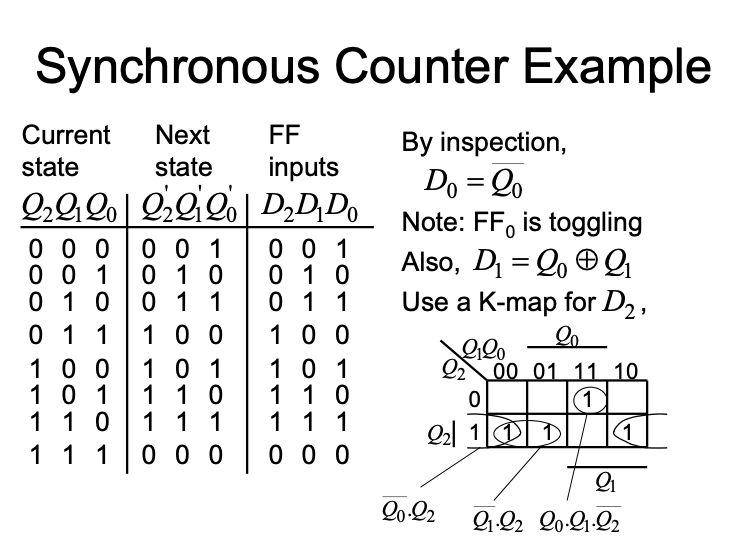 Synchronous Counter Example
Current state Next state FF inputs
Q₂Q₁Q₀ Q₂'Q₁'Q₀' D₂D₁D₀
0 0 0 0 0 1 0 0 1
0 0 1 0 1 0 0 1 0
0 1 0 0 1 1 0 1 1
0 1 1 1 0 0 1 0 0
1 0 0 1 0 1 1 0 1
1 0 1 1 1 0 1 1 0
1 1 0 1 1 1 1 1 1
1 1 1 0 0 0 0 0 0
By inspection,
D₀ = Q̅₀
Note: FF₀ is toggling
Also, D₁ = Q₀ ⊕ Q₁
Use a K-map for D₂,
Q₀
Q₁Q₀
Q₂ 00 01 11 10
0 1
Q₂ 1 1 1 1
Q₁
Q̅₀.Q₂ Q̅₁.Q₂ Q₀.Q₁.Q̅₂